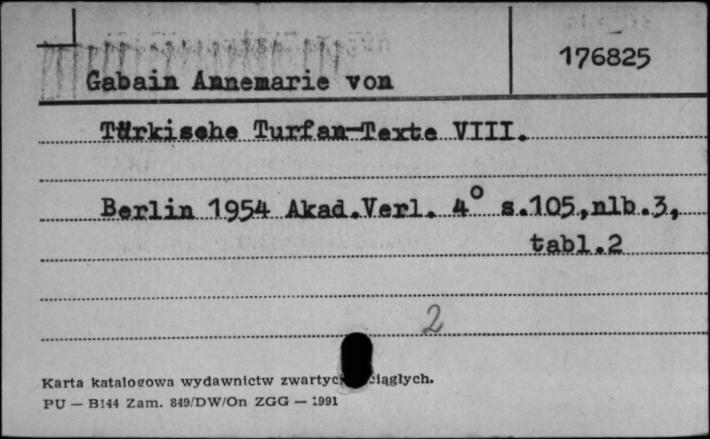 176825
Gabain Annemarie von
Türkische Turfan-Texte VIII.
Berlin 1954 Akad.Verl. 4° s.105,nlb.3,
tabl.2
2
Karta katalogowa wydawnictw zwartyc ciągłych.
PU — B144 Zam. 849/DW/On ZGG — 1991